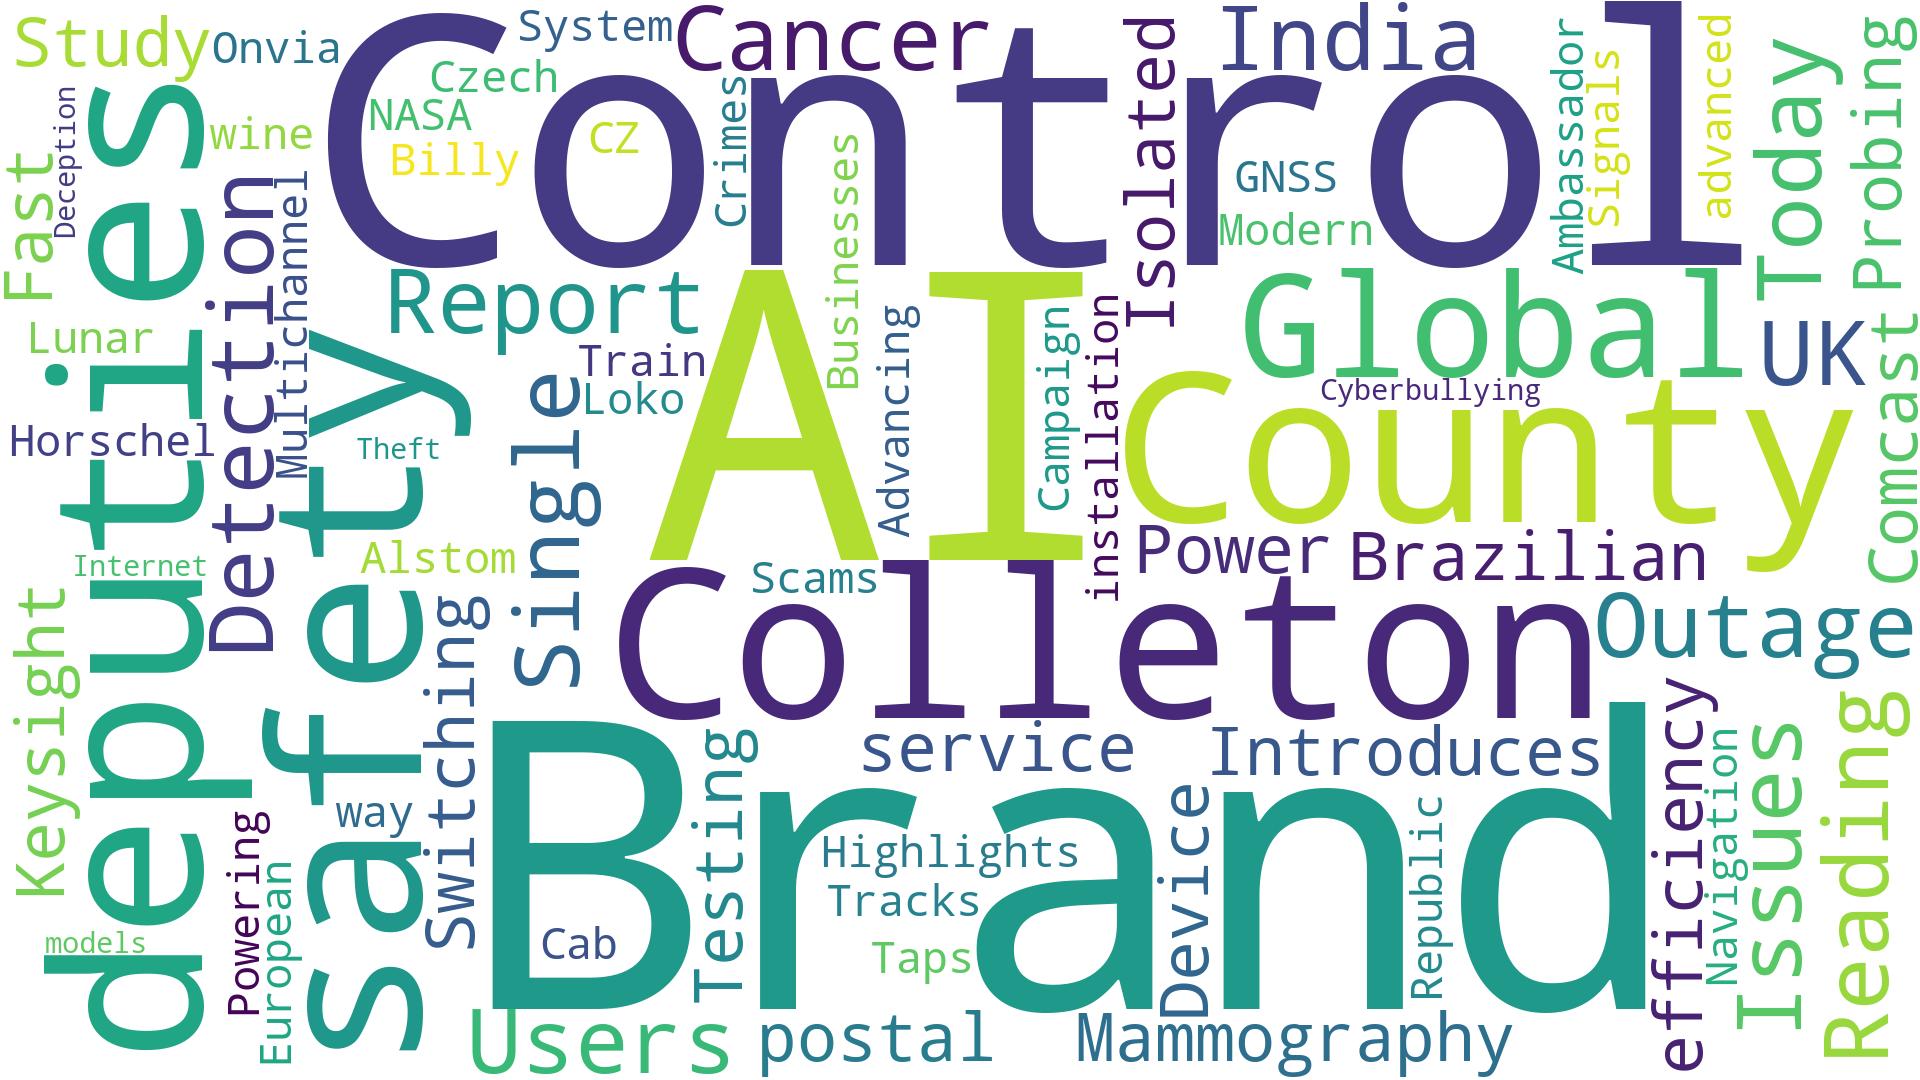 Study
Onvia
System
Cancer
India
Control
Czech
NASA
CZ
Billy
wine
Deception
Fast
deputies
Detection
Multichannel
Crimes
Businesses
Isolated
GNSS
Modern
Ambassador
Signals
advanced
Today
Probing
Report
Train
Loko
AI
Advancing
Campaign
installation
Global
UK
Cyberbullying
County
Comcast
Lunar
Horschel
safety
Theft
Single
Internet
Alstom
Scams
Power
Brazilian
Colleton
Outage
Keysight
Switching
way
service
Introduces
efficiency
Navigation
Issues
Reading
Brand
Testing
Highlights
Tracks
Taps
Device
Republic
Cab
models
Powering
European
Users
postal
Mammography